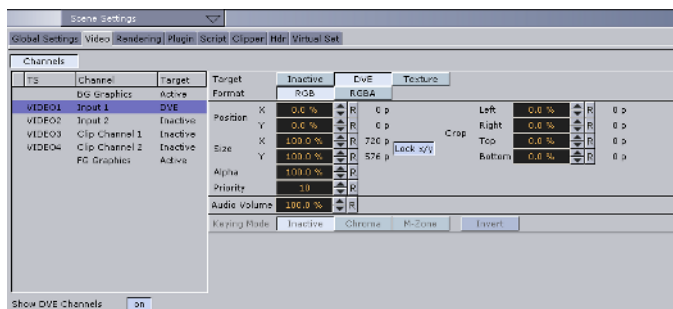 Scene Settings
Global Settings Video Rendering Plugin Script Clipper Hdr Virtual Set
Channels
TS Channel Target
BG Graphics Active
VIDEO1 Input 1 DVE
VIDEO2 Input 2 Inactive
VIDEO3 Clip Channel 1 Inactive
VIDEO4 Clip Channel 2 Inactive
FG Graphics Active
Target Inactive DVE Texture
Format RGB RGBA
Position X 0.0 % R 0 p
Y 0.0 % R 0 p
Size X 100.0 % R 720 p
Y 100.0 % R 576 p
Lock x/y
Crop
Left 0.0 % R 0 p
Right 0.0 % R 0 p
Top 0.0 % R 0 p
Bottom 0.0 % R 0 p
Alpha 100.0 % R
Priority 10 R
Audio Volume 100.0 % R
Keying Mode Inactive Chroma M-Zone Invert
Show DVE Channels on